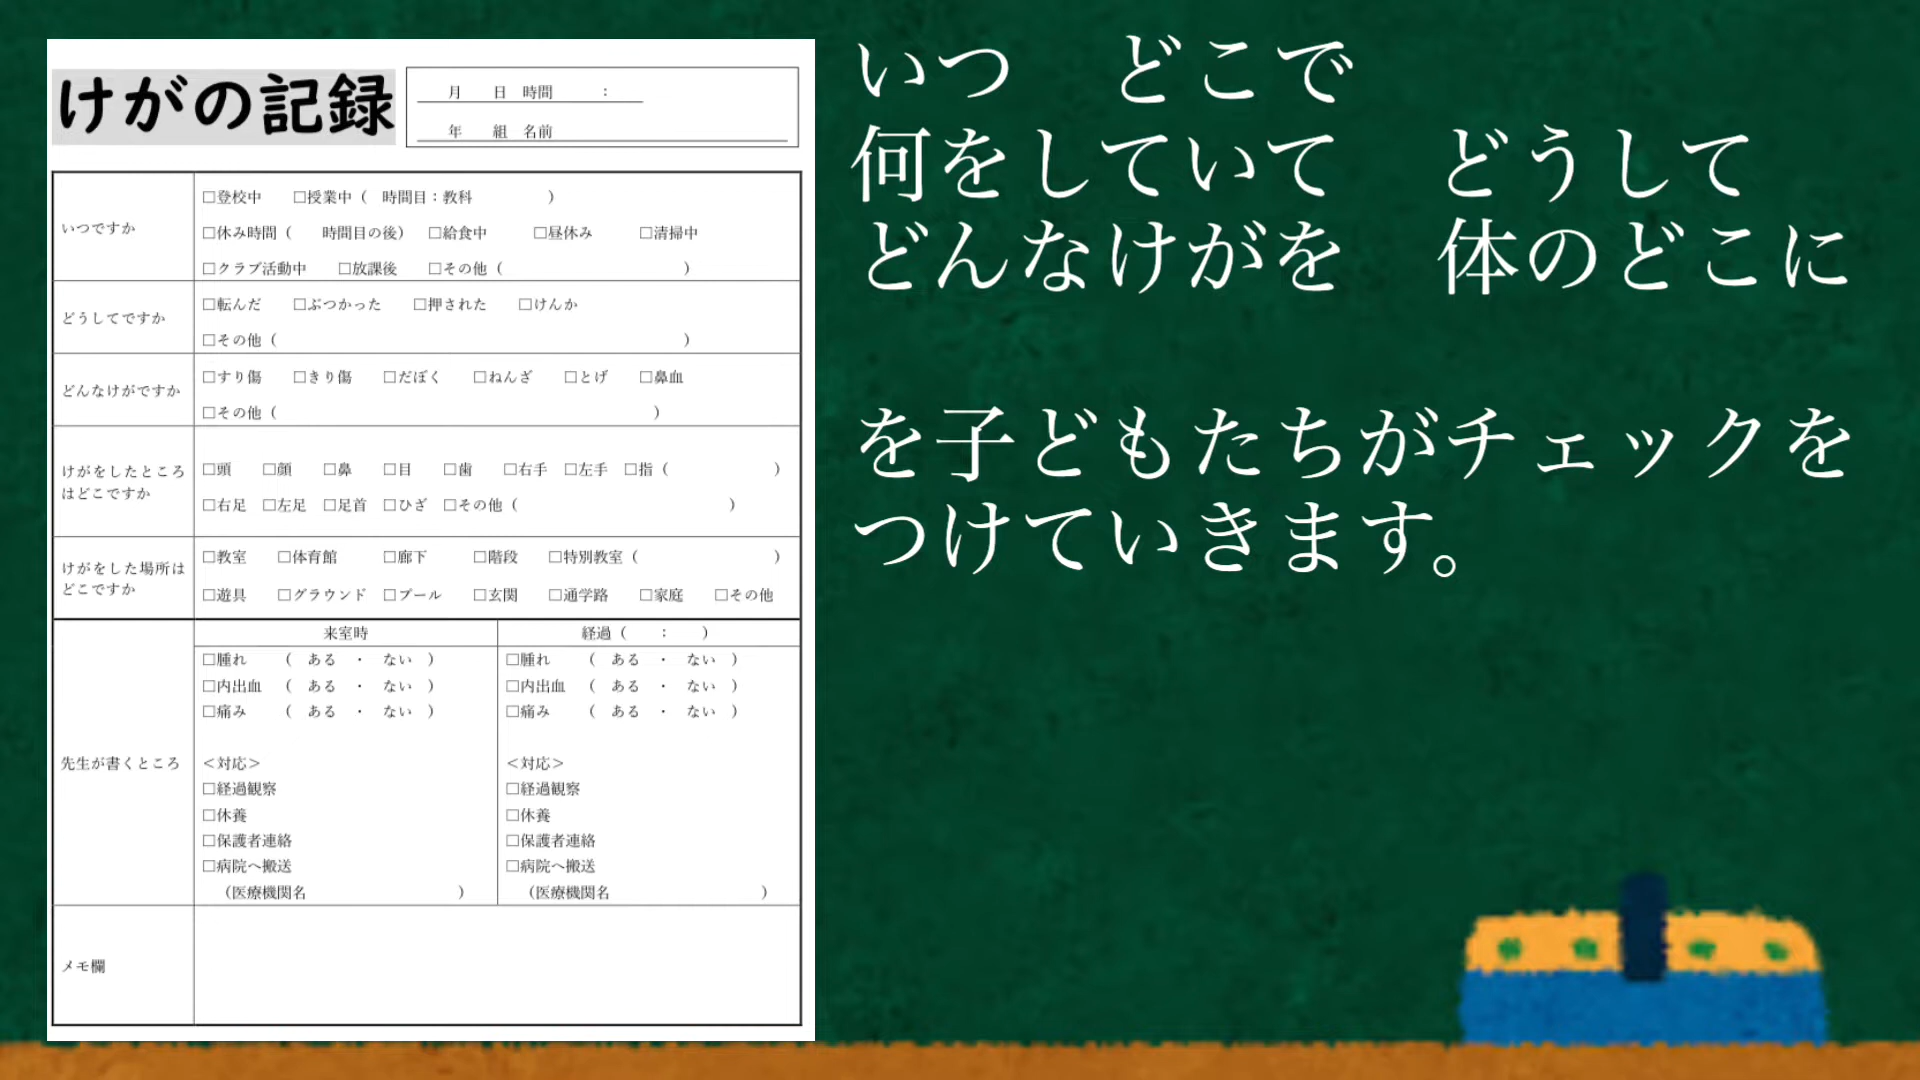 けがの記録
月　　日　時間　　　：
年　　組　名前
いつですか
□登校中　　□授業中（　時間目：教科　　　　　）
□休み時間（　　時間目の後）　□給食中　　　□昼休み　　　□清掃中
□クラブ活動中　　□放課後　　□その他（　　　　　　　　　　　　）
どうしてですか
□転んだ　　□ぶつかった　　□押された　　□けんか
□その他（　　　　　　　　　　　　　　　　　　　　　　　　　　　）
どんなけがですか
□すり傷　　□きり傷　　□だぼく　　□ねんざ　　□とげ　　□鼻血
□その他（　　　　　　　　　　　　　　　　　　　　　　　　　）
けがをしたところ
はどこですか
□頭　　□顔　　□鼻　　□目　　□歯　　□右手　□左手　□指（　　　　　　　）
□右足　□左足　□足首　□ひざ　□その他（　　　　　　　　　　　　　　）
けがをした場所は
どこですか
□教室　　□体育館　　　□廊下　　　□階段　　□特別教室（　　　　　　　　　）
□遊具　　□グラウンド　□プール　　□玄関　　□通学路　　□家庭　　□その他
先生が書くところ
来室時
□腫れ　　（　ある　・　ない　）
□内出血　（　ある　・　ない　）
□痛み　　（　ある　・　ない　）
＜対応＞
□経過観察
□休養
□保護者連絡
□病院へ搬送
（医療機関名　　　　　　　　　　）
経過（　　：　　）
□腫れ　　（　ある　・　ない　）
□内出血　（　ある　・　ない　）
□痛み　　（　ある　・　ない　）
＜対応＞
□経過観察
□休養
□保護者連絡
□病院へ搬送
（医療機関名　　　　　　　　　　）
メモ欄
いつ　どこで
何をしていて　どうして
どんなけがを　体のどこに
を子どもたちがチェックを
つけていきます。